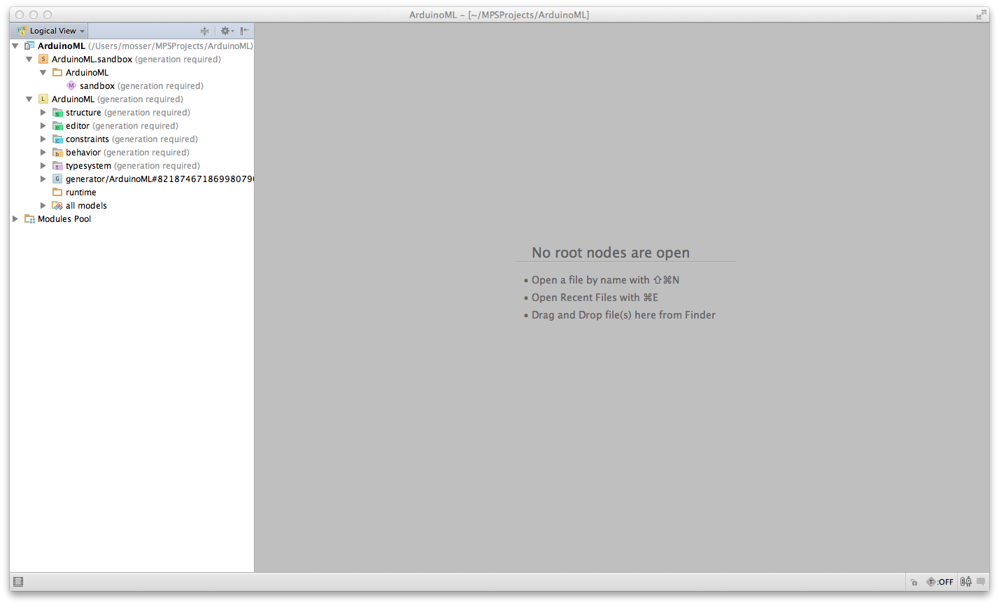 ArduinoML – [~/MPSProjects/ArduinoML]
Logical View
ArduinoML (/Users/mosser/MPSProjects/ArduinoML)
S ArduinoML.sandbox (generation required)
ArduinoML
M sandbox (generation required)
L ArduinoML (generation required)
s structure (generation required)
e editor (generation required)
c constraints (generation required)
b behavior (generation required)
t typesystem (generation required)
G generator/ArduinoML#821874671869980790
runtime
all models
Modules Pool
No root nodes are open
• Open a file by name with ⇧⌘N
• Open Recent Files with ⌘E
• Drag and Drop file(s) here from Finder
T :OFF